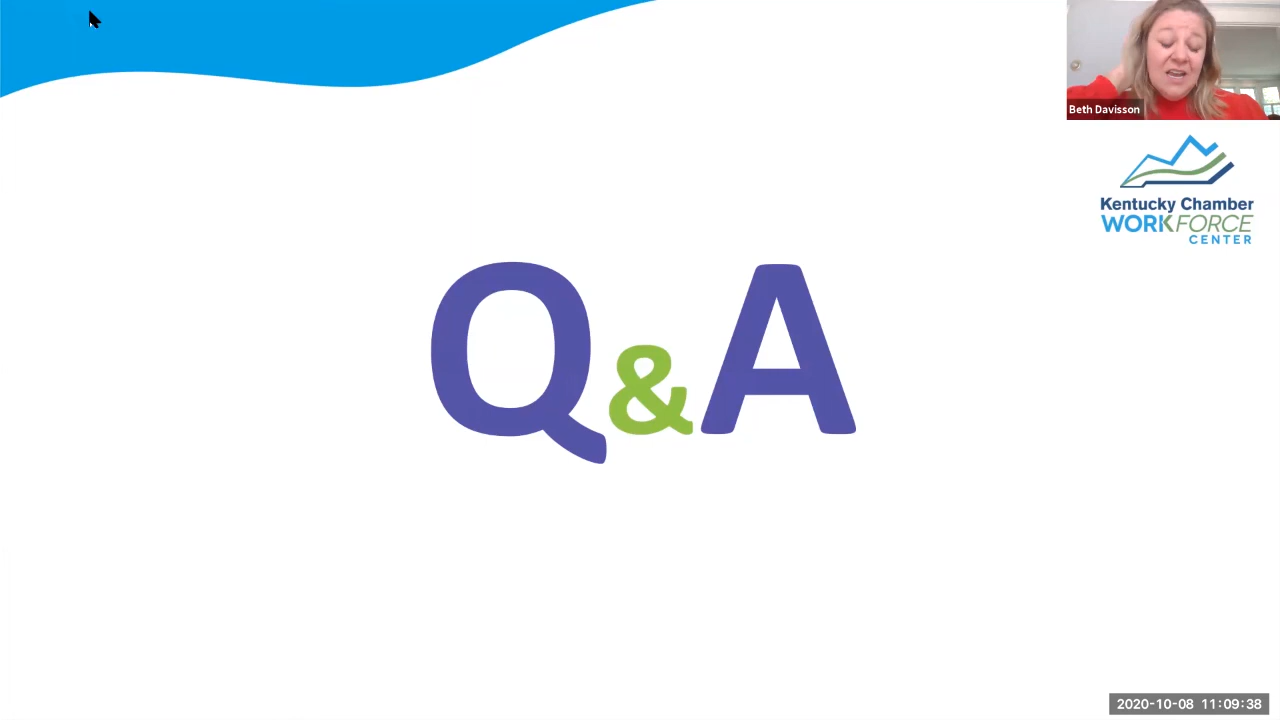 Beth Davisson
Kentucky Chamber
WORKFORCE
CENTER
Q&A
2020-10-08 11:09:38